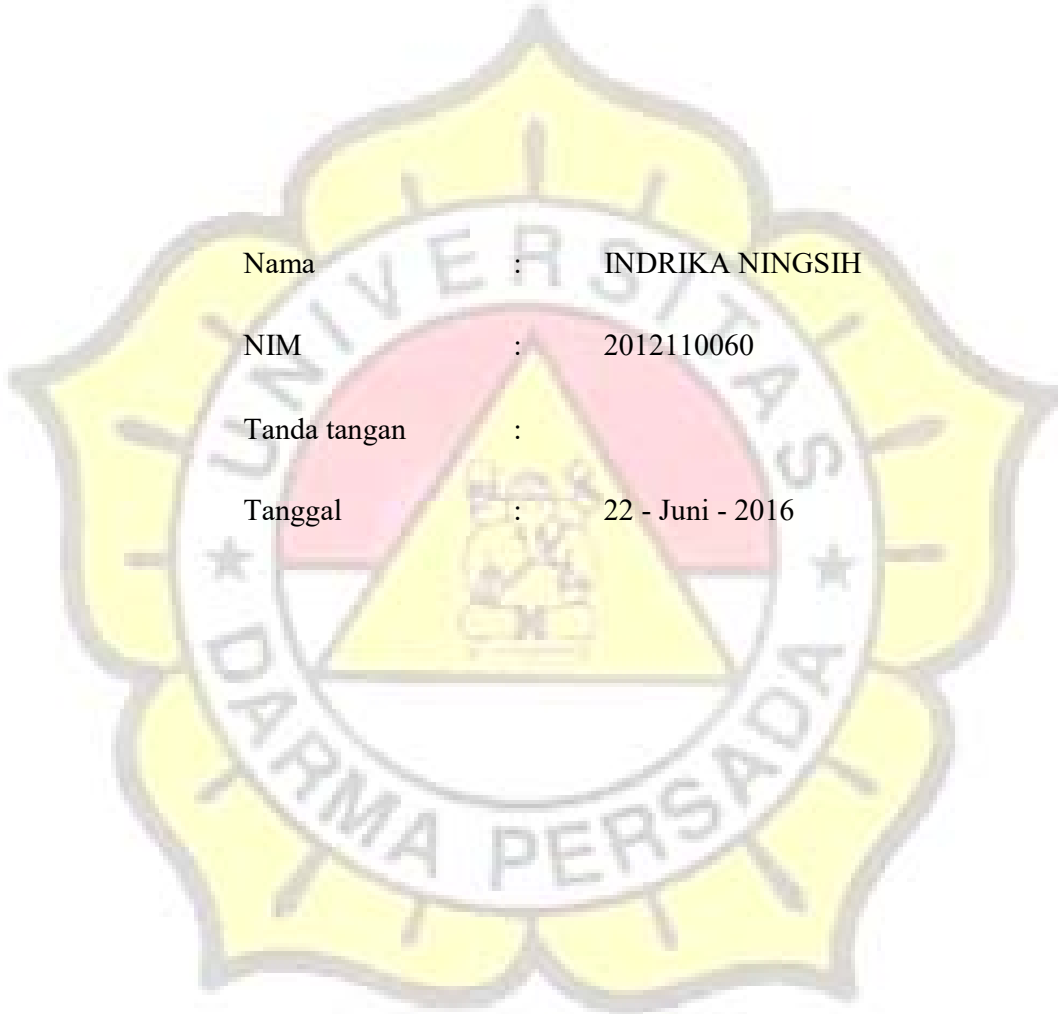 Nama : INDRIKA NINGSIH
NIM : 2012110060
Tanda tangan :
Tanggal : 22 - Juni - 2016
UNIVERSITAS
DARMA PERSADA